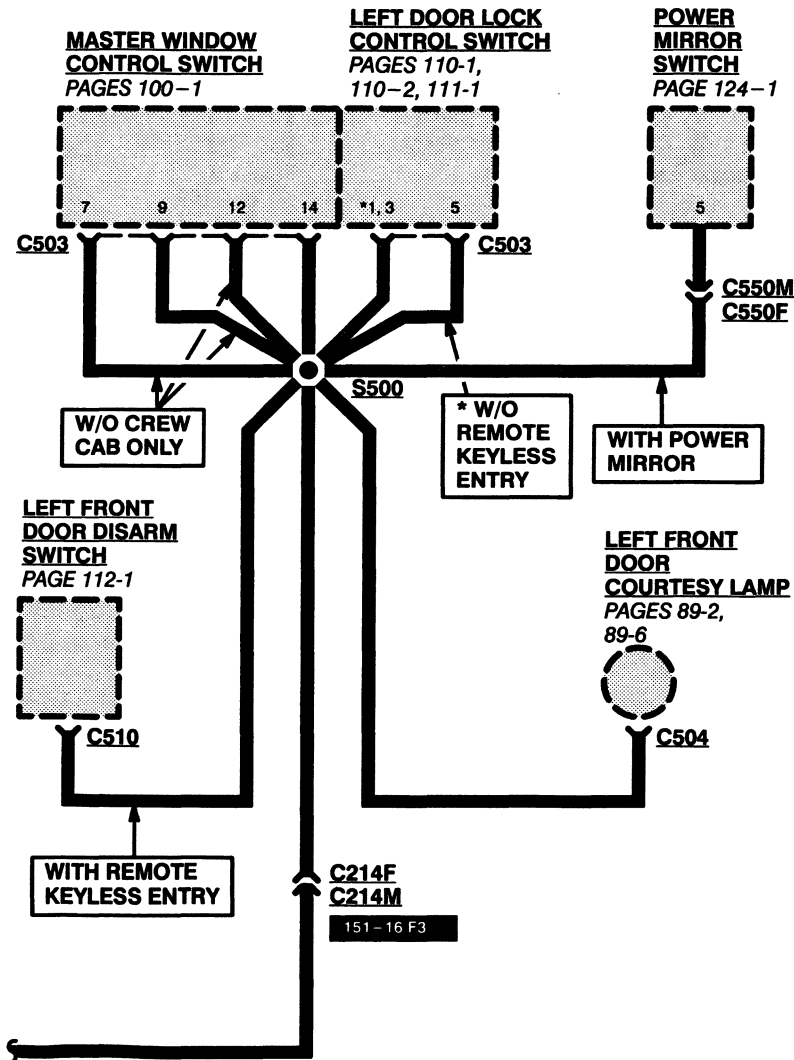 MASTER WINDOW
CONTROL SWITCH
PAGES 100-1
LEFT DOOR LOCK
CONTROL SWITCH
PAGES 110-1,
110-2, 111-1
POWER
MIRROR
SWITCH
PAGE 124-1
7 9 12 14 *1, 3 5 5
C503 C503
C550M
C550F
S500
W/O CREW
CAB ONLY
* W/O
REMOTE
KEYLESS
ENTRY
WITH POWER
MIRROR
LEFT FRONT
DOOR DISARM
SWITCH
PAGE 112-1
LEFT FRONT
DOOR
COURTESY LAMP
PAGES 89-2,
89-6
C510
C504
WITH REMOTE
KEYLESS ENTRY
C214F
C214M
151-16 F3